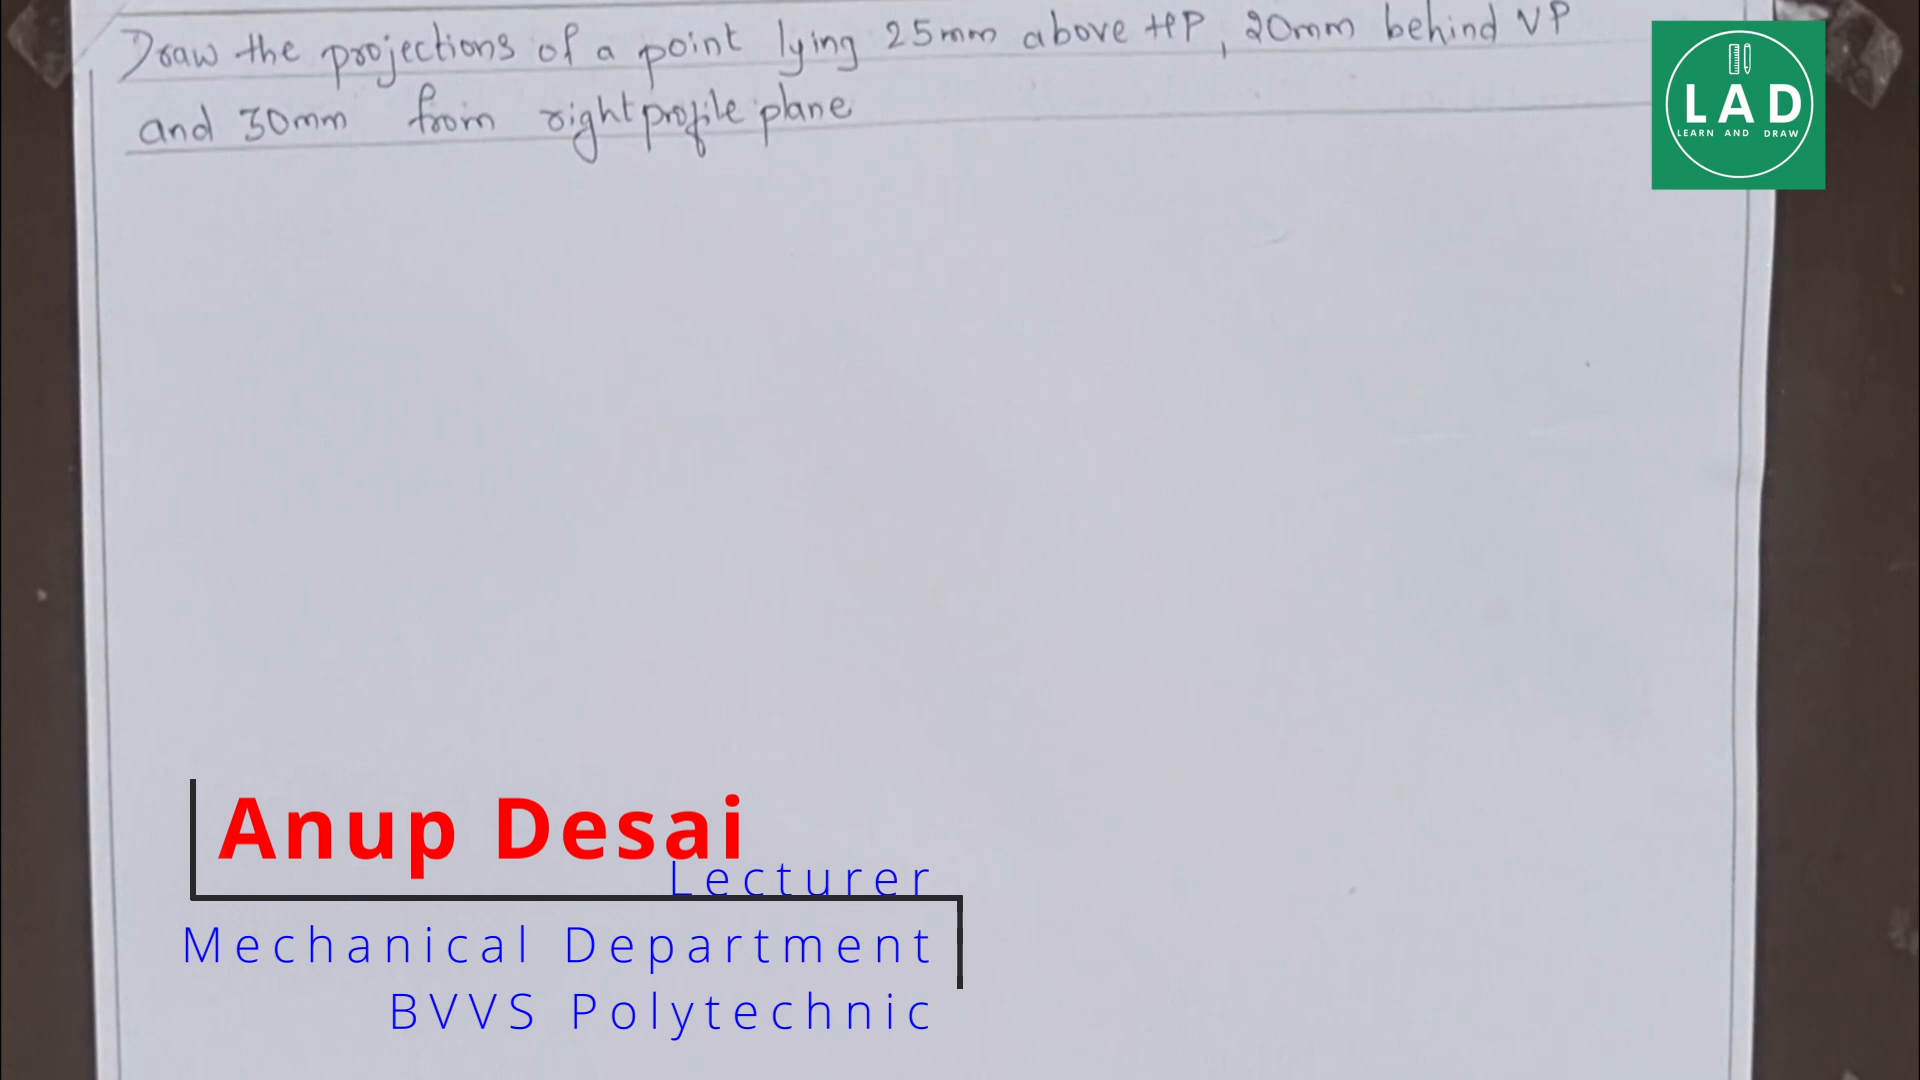 Draw the projections of a point lying 25mm above HP, 20mm behind VP
and 30mm from right profile plane
LAD
LEARN AND DRAW
Anup Desai
Lecturer
Mechanical Department
BVVS Polytechnic